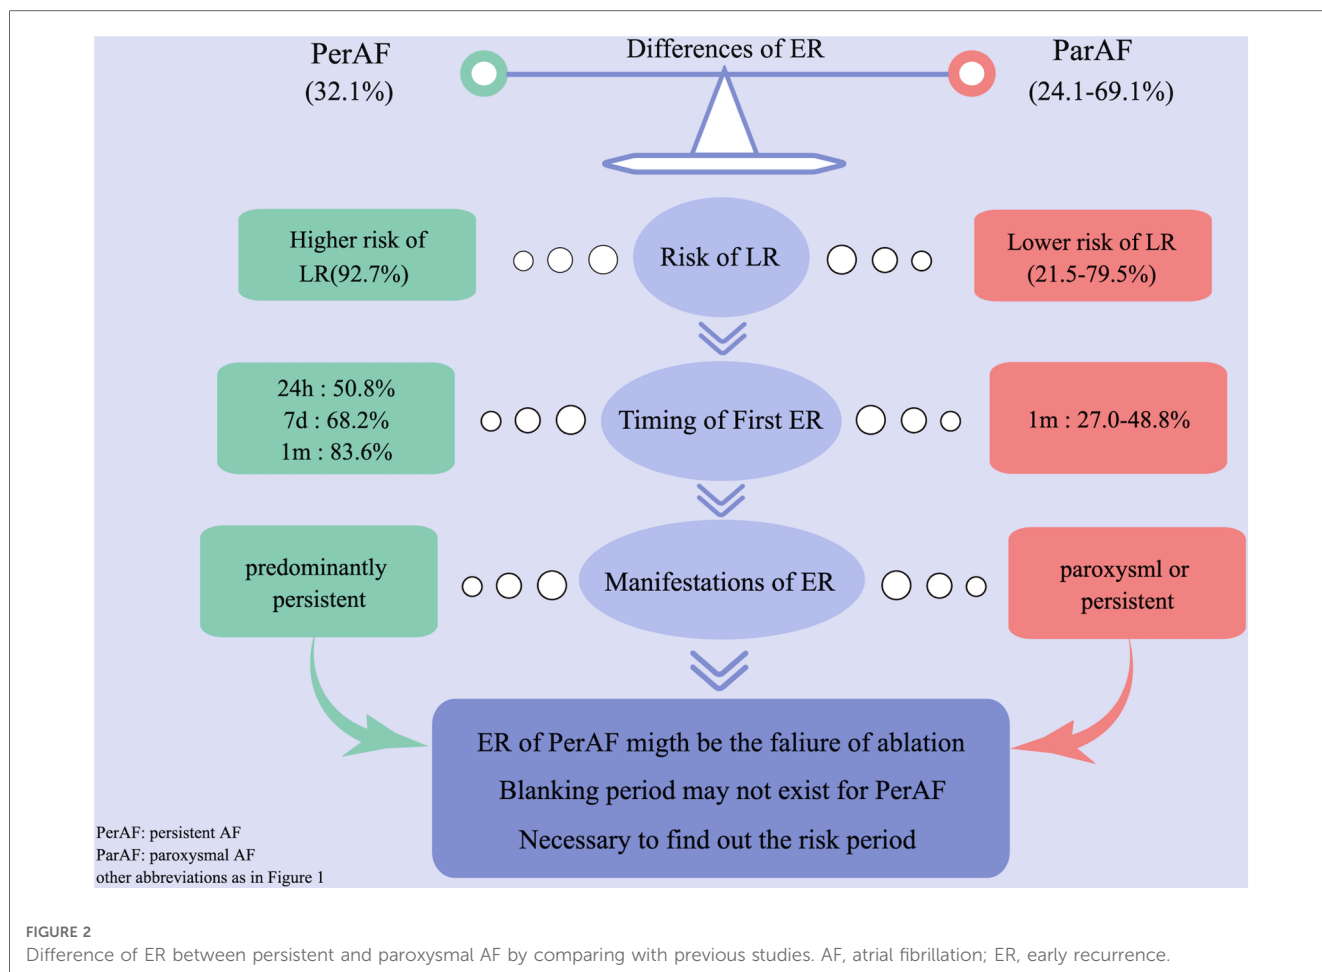 PerAF
(32.1%)
Differences of ER
ParAF
(24.1-69.1%)
Higher risk of
LR(92.7%)
Risk of LR
Lower risk of LR
(21.5-79.5%)
24h : 50.8%
7d : 68.2%
1m : 83.6%
Timing of First ER
1m : 27.0-48.8%
predominantly
persistent
Manifestations of ER
paroxysml or
persistent
ER of PerAF migth be the faliure of ablation
Blanking period may not exist for PerAF
Necessary to find out the risk period
PerAF: persistent AF
ParAF: paroxysmal AF
other abbreviations as in Figure 1
FIGURE 2
Difference of ER between persistent and paroxysmal AF by comparing with previous studies. AF, atrial fibrillation; ER, early recurrence.